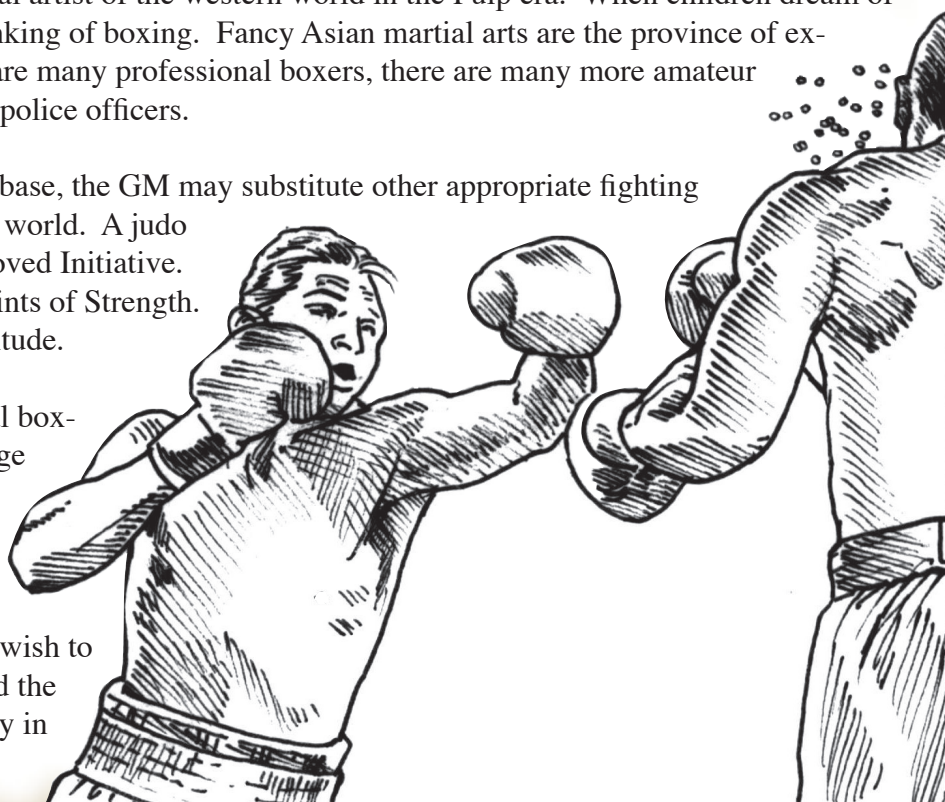 al artist of the western world in the Pulp era. When children dream of
king of boxing. Fancy Asian martial arts are the province of ex-
are many professional boxers, there are many more amateur
police officers.
base, the GM may substitute other appropriate fighting
world. A judo
oved Initiative.
ints of Strength.
tude.
l box-
ge
wish to
d the
y in